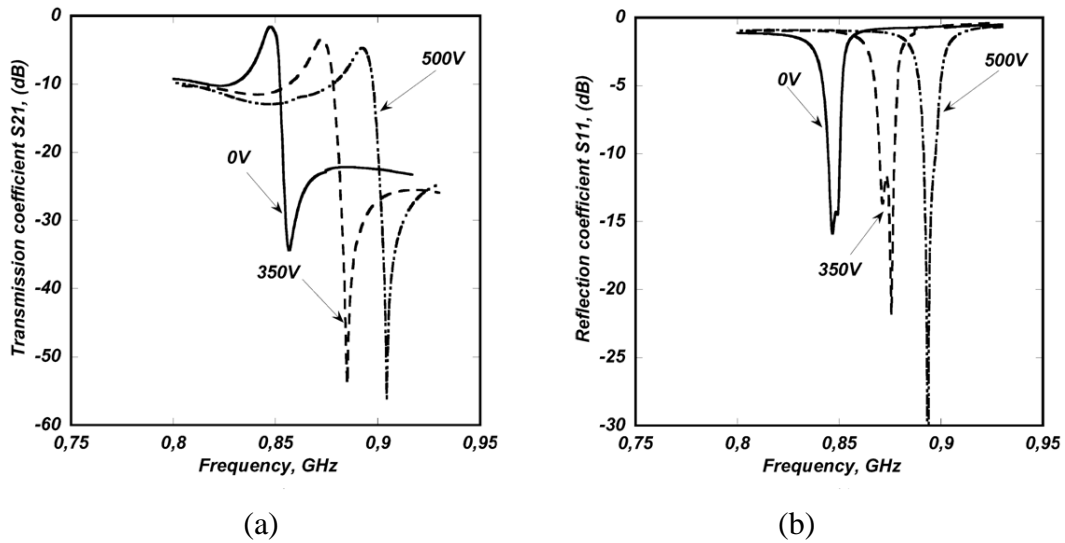 0
-10
-20
-30
-40
-50
-60
Transmission coefficient S21, (dB)
500V
0V
350V
0,75
0,8
0,85
0,9
0,95
Frequency, GHz
(a)
0
-5
-10
-15
-20
-25
-30
Reflection coefficient S11, (dB)
0V
500V
350V
0,75
0,8
0,85
0,9
0,95
Frequency, GHz
(b)